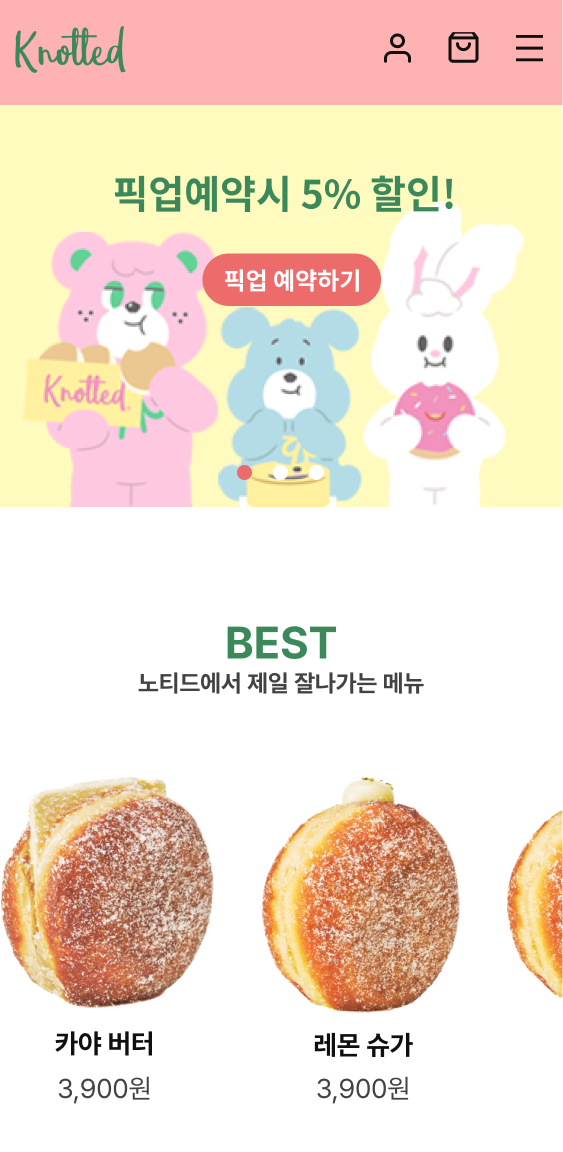 Knotted
픽업예약시 5% 할인!
픽업 예약하기
Knotted
BEST
노티드에서 제일 잘나가는 메뉴
카야 버터
레몬 슈가
3,900원
3,900원